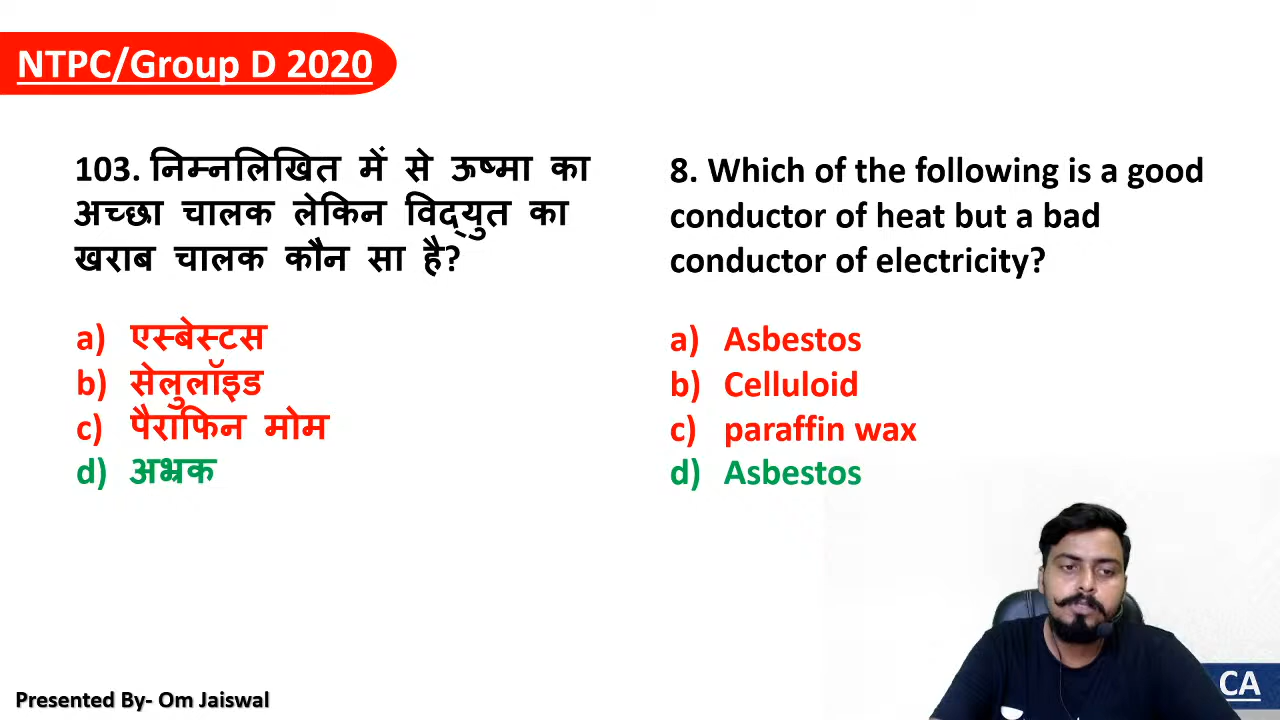 NTPC/Group D 2020
103. निम्नलिखित में से ऊष्मा का
अच्छा चालक लेकिन विद्युत का
खराब चालक कौन सा है?
a) एस्बेस्टस
b) सेलुलॉइड
c) पैराफिन मोम
d) अभ्रक
8. Which of the following is a good
conductor of heat but a bad
conductor of electricity?
a) Asbestos
b) Celluloid
c) paraffin wax
d) Asbestos
Presented By- Om Jaiswal
CA